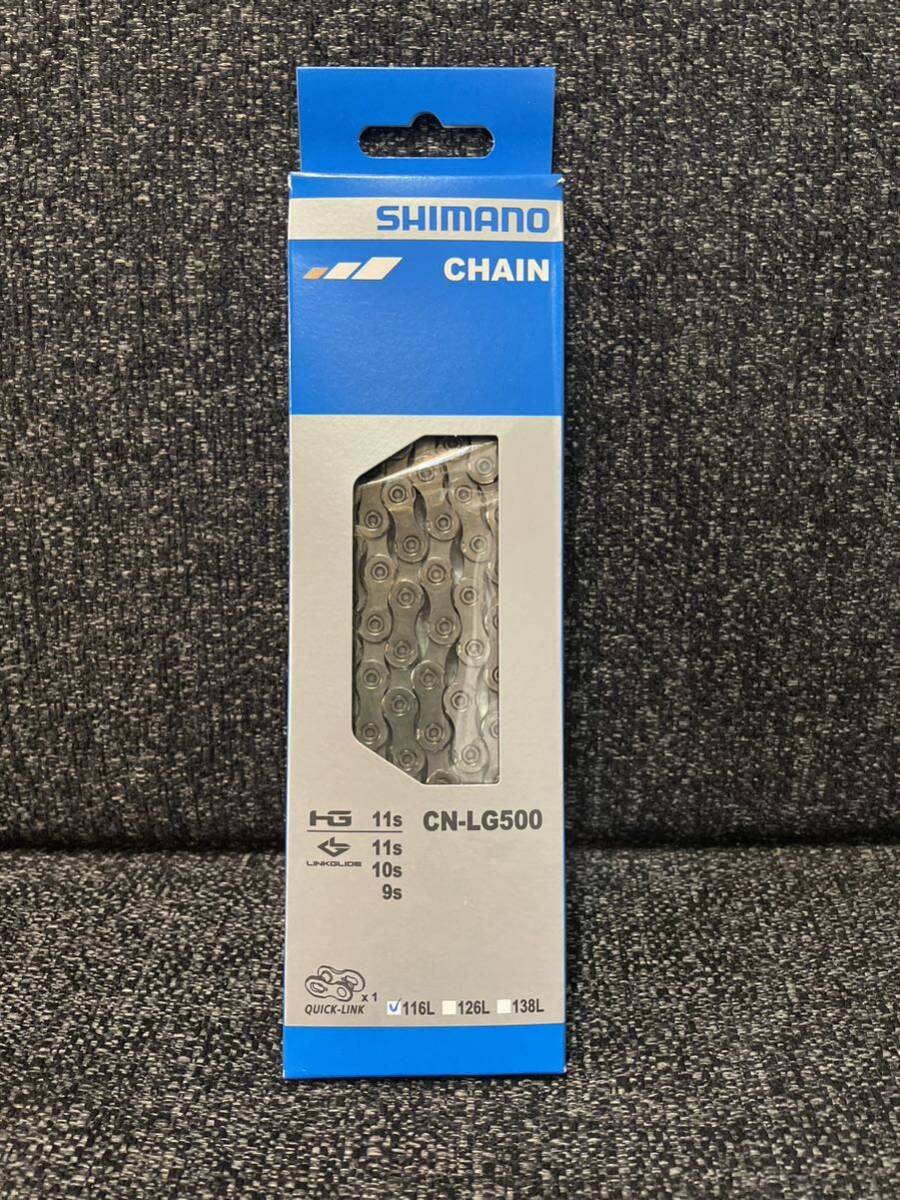 SHIMANO
CHAIN
HG 11s CN-LG500
LINKGLIDE 11s
10s
9s
x 1
QUICK-LINK 116L 126L 138L